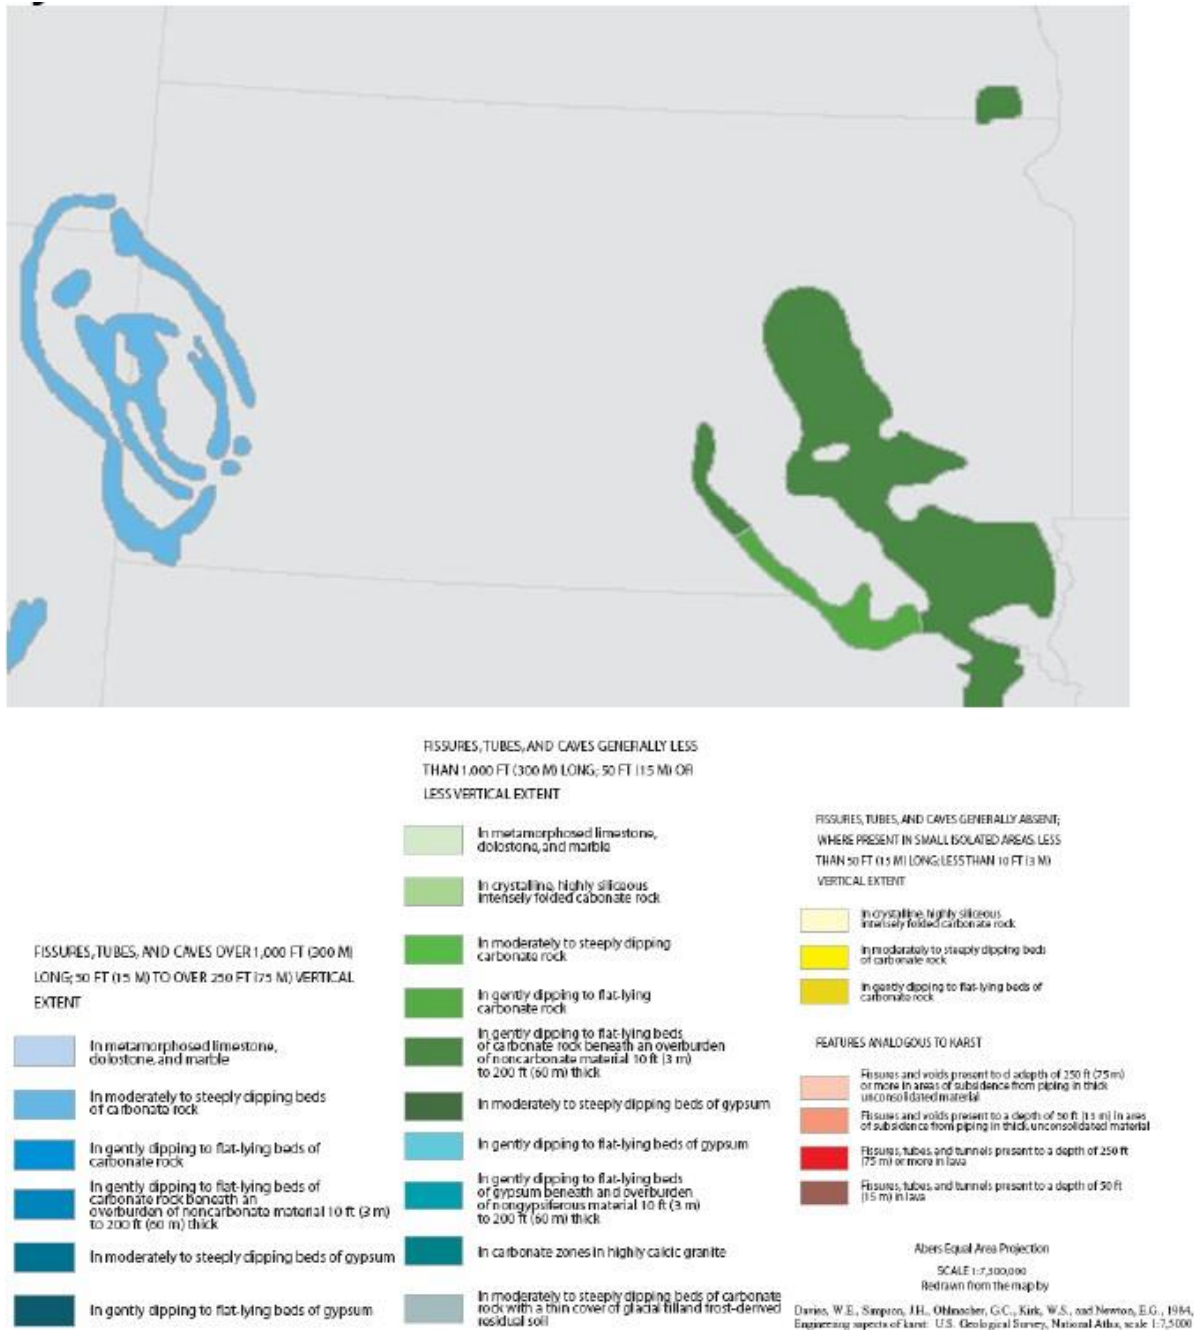 FISSURES, TUBES, AND CAVES OVER 1,000 FT (300 M)
LONG; 50 FT (15 M) TO OVER 250 FT (75 M) VERTICAL
EXTENT
In metamorphosed limestone,
dolostone, and marble
In moderately to steeply dipping beds
of carbonate rock
In gently dipping to flat-lying beds of
carbonate rock
In gently dipping to flat-lying beds of
carbonate rock beneath an
overburden of noncarbonate material 10 ft (3 m)
to 200 ft (60 m) thick
In moderately to steeply dipping beds of gypsum
In gently dipping to flat-lying beds of gypsum
FISSURES, TUBES, AND CAVES GENERALLY LESS
THAN 1,000 FT (300 M) LONG; 50 FT (15 M) OR
LESS VERTICAL EXTENT
In metamorphosed limestone,
dolostone, and marble
In crystalline, highly siliceous
intensely folded cabonate rock
In moderately to steeply dipping
carbonate rock
In gently dipping to flat-lying
carbonate rock
In gently dipping to flat-lying beds
of carbonate rock beneath an overburden
of noncarbonate material 10 ft (3 m)
to 200 ft (60 m) thick
In moderately to steeply dipping beds of gypsum
In gently dipping to flat-lying beds of gypsum
In gently dipping to flat-lying beds
of gypsum beneath and overburden
of nongypsiferous material 10 ft (3 m)
to 200 ft (60 m) thick
In carbonate zones in highly calcic granite
In moderately to steeply dipping beds of carbonate
rock with a thin cover of glacial till and frost-derived
residual soil
FISSURES, TUBES, AND CAVES GENERALLY ABSENT;
WHERE PRESENT IN SMALL ISOLATED AREAS, LESS
THAN 50 FT (15 M) LONG; LESS THAN 10 FT (3 M)
VERTICAL EXTENT
In crystalline, highly siliceous
intensely folded carbonate rock
In moderately to steeply dipping beds
of carbonate rock
In gently dipping to flat-lying beds of
carbonate rock
FEATURES ANALOGOUS TO KARST
Fissures and voids present to d adepth of 250 ft (75 m)
or more in areas of subsidence from piping in thick
unconsolidated material
Fissures and voids present to a depth of 50 ft (15 m) in aras
of subsidence from piping in thick, unconsolidated material
Fissures, tubes, and tunnels present to a depth of 250 ft
(75 m) or more in lava
Fissures, tubes, and tunnels present to a depth of 50 ft
(15 m) in lava
Abers Equal Area Projection
SCALE 1:7,500,000
Redrawn from the map by
Davies, W.E., Simpson, J.H., Ohlmacher, G.C., Kirk, W.S., and Newton, E.G., 1984,
Engineering aspects of karst: U.S. Geological Survey, National Atlas, scale 1:7,5000